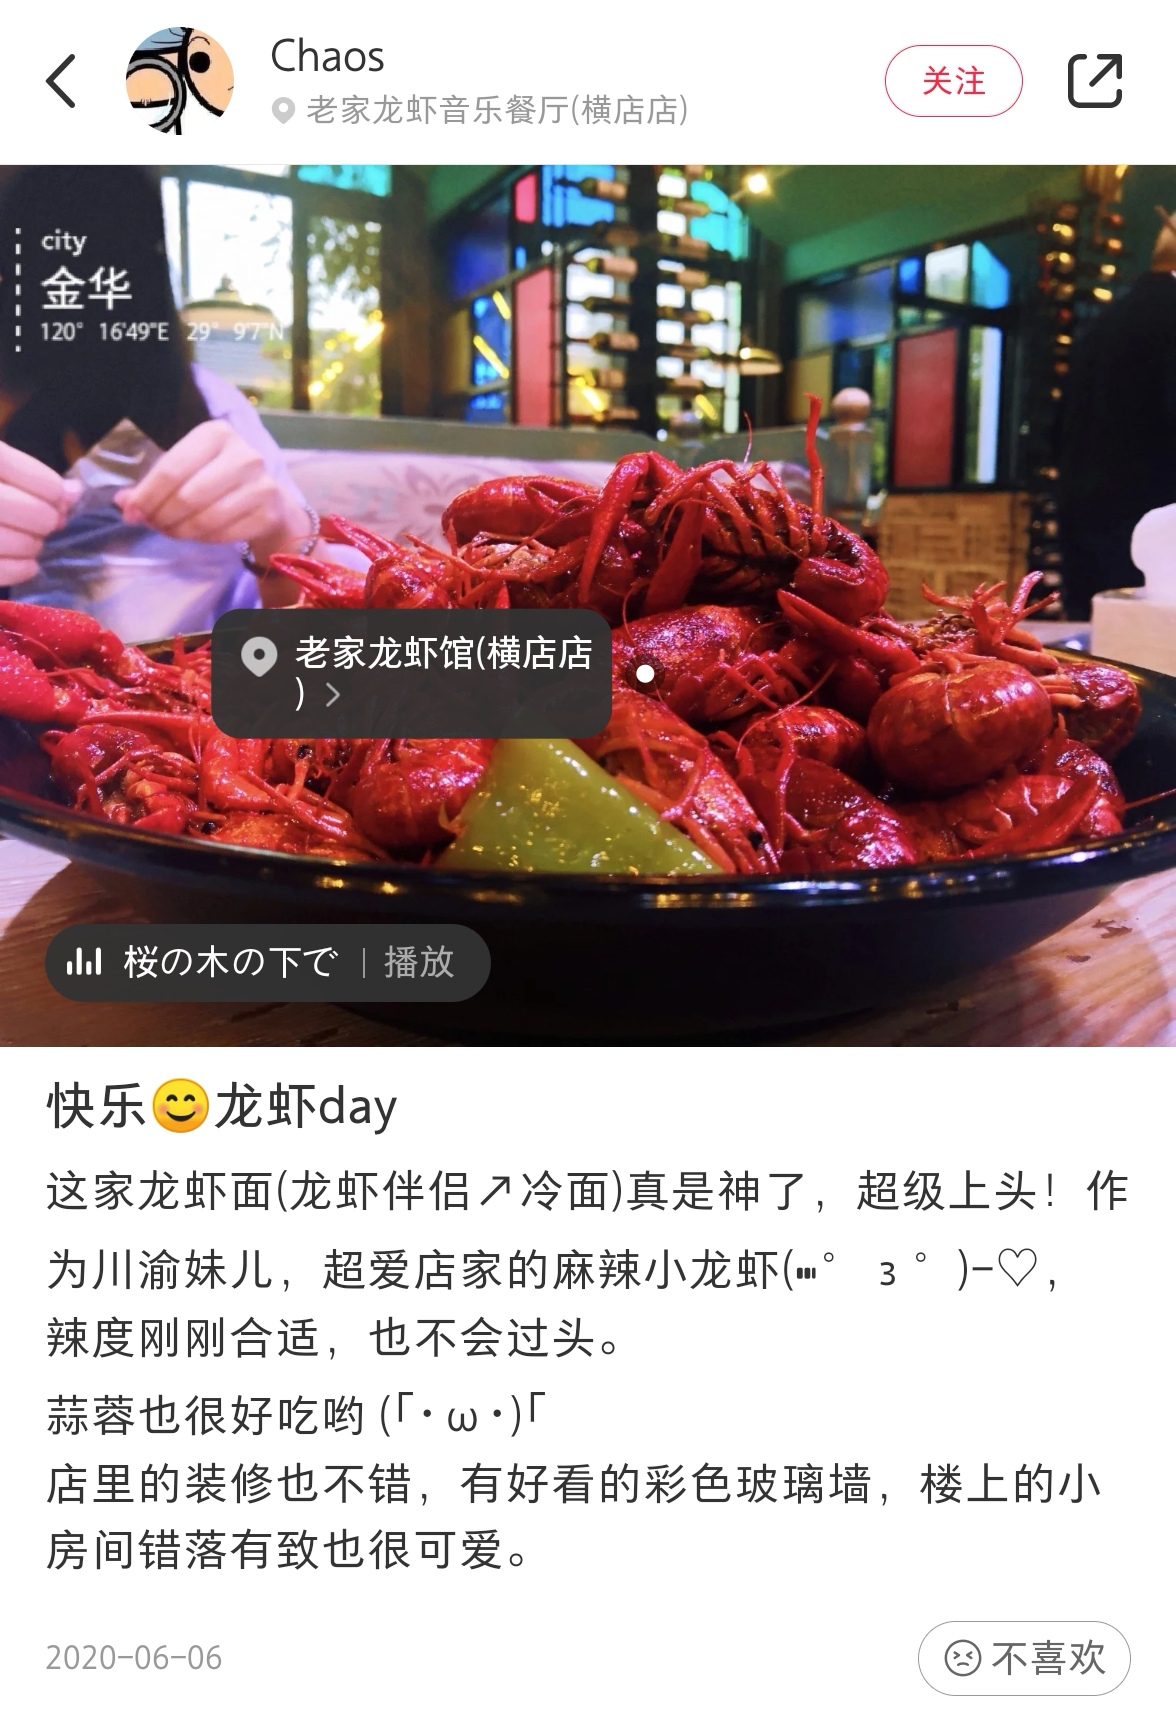 Chaos
老家龙虾音乐餐厅(横店店)
关注
city
金华
120° 16'49"E 29° 9'7"N
老家龙虾馆(横店店
) >
桜の木の下で | 播放
快乐😊龙虾day
这家龙虾面(龙虾伴侣↗冷面)真是神了，超级上头！作
为川渝妹儿，超爱店家的麻辣小龙虾(⑅˚ ɜ ˚ )−♡，
辣度刚刚合适，也不会过头。
蒜蓉也很好吃哟 (｢･ω･)｢
店里的装修也不错，有好看的彩色玻璃墙，楼上的小
房间错落有致也很可爱。
2020-06-06
不喜欢